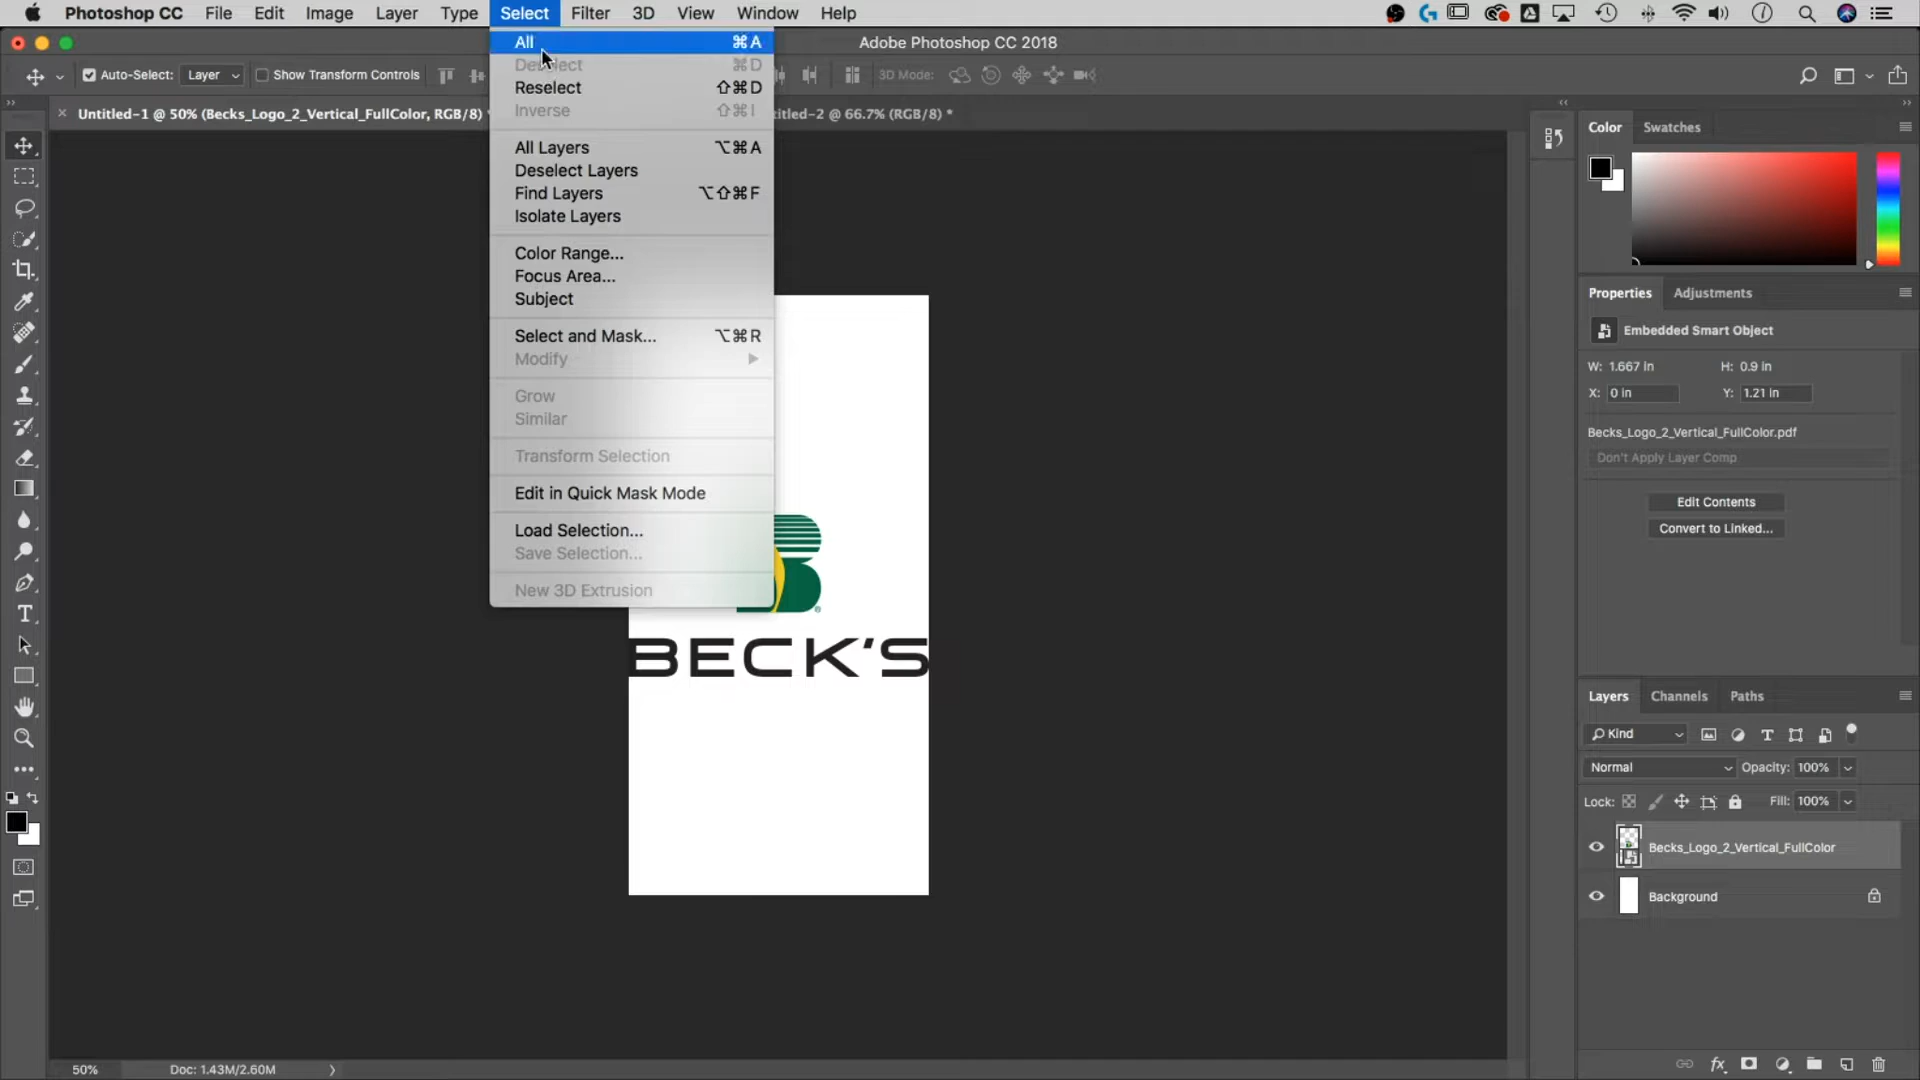 Photoshop CC File Edit Image Layer Type Select Filter 3D View Window Help
Adobe Photoshop CC 2018
Auto-Select: Layer Show Transform Controls 3D Mode:
Untitled-1 @ 50% (Becks_Logo_2_Vertical_FullColor, RGB/8) *
titled-2 @ 66.7% (RGB/8) *
All ⌘A
Deselect ⌘D
Reselect ⇧⌘D
Inverse ⇧⌘I
All Layers ⌥⌘A
Deselect Layers
Find Layers ⌥⇧⌘F
Isolate Layers
Color Range...
Focus Area...
Subject
Select and Mask... ⌥⌘R
Modify
Grow
Similar
Transform Selection
Edit in Quick Mask Mode
Load Selection...
Save Selection...
New 3D Extrusion
BECK'S
Color Swatches
Properties Adjustments
Embedded Smart Object
W: 1.667 in H: 0.9 in
X: 0 in Y: 1.21 in
Becks_Logo_2_Vertical_FullColor.pdf
Don't Apply Layer Comp
Edit Contents
Convert to Linked...
Layers Channels Paths
Kind
Normal Opacity: 100%
Lock: Fill: 100%
Becks_Logo_2_Vertical_FullColor
Background
50% Doc: 1.43M/2.60M